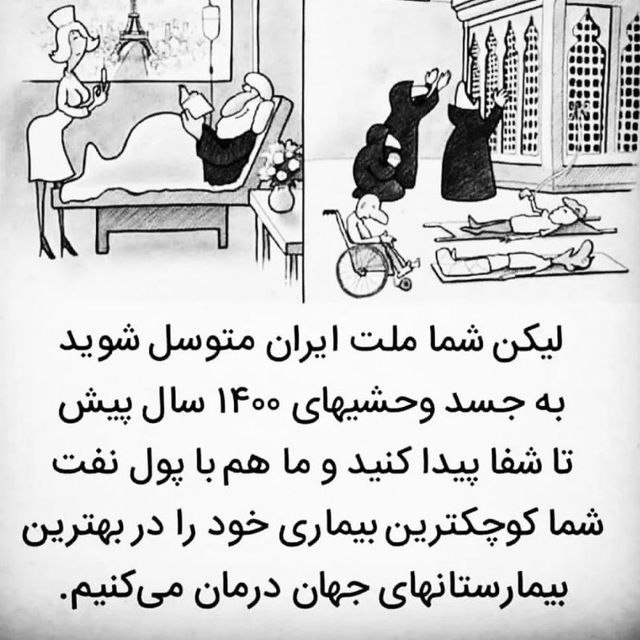 لیکن شما ملت ایران متوسل شوید
به جسد وحشیهای ۱۴۰۰ سال پیش
تا شفا پیدا کنید و ما هم با پول نفت
شما کوچکترین بیماری خود را در بهترین
بیمارستانهای جهان درمان می‌کنیم.